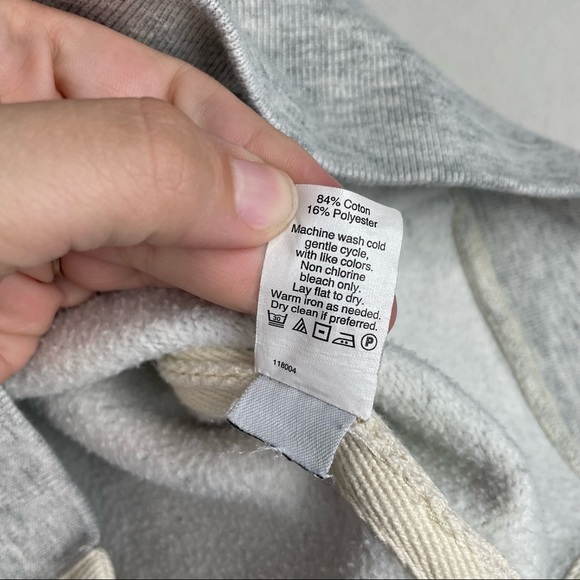 84% Coton
16% Polyester
Machine wash cold
gentle cycle,
with like colors.
Non chlorine
bleach only.
Lay flat to dry.
Warm iron as needed.
Dry clean if preferred.
30 P
118004